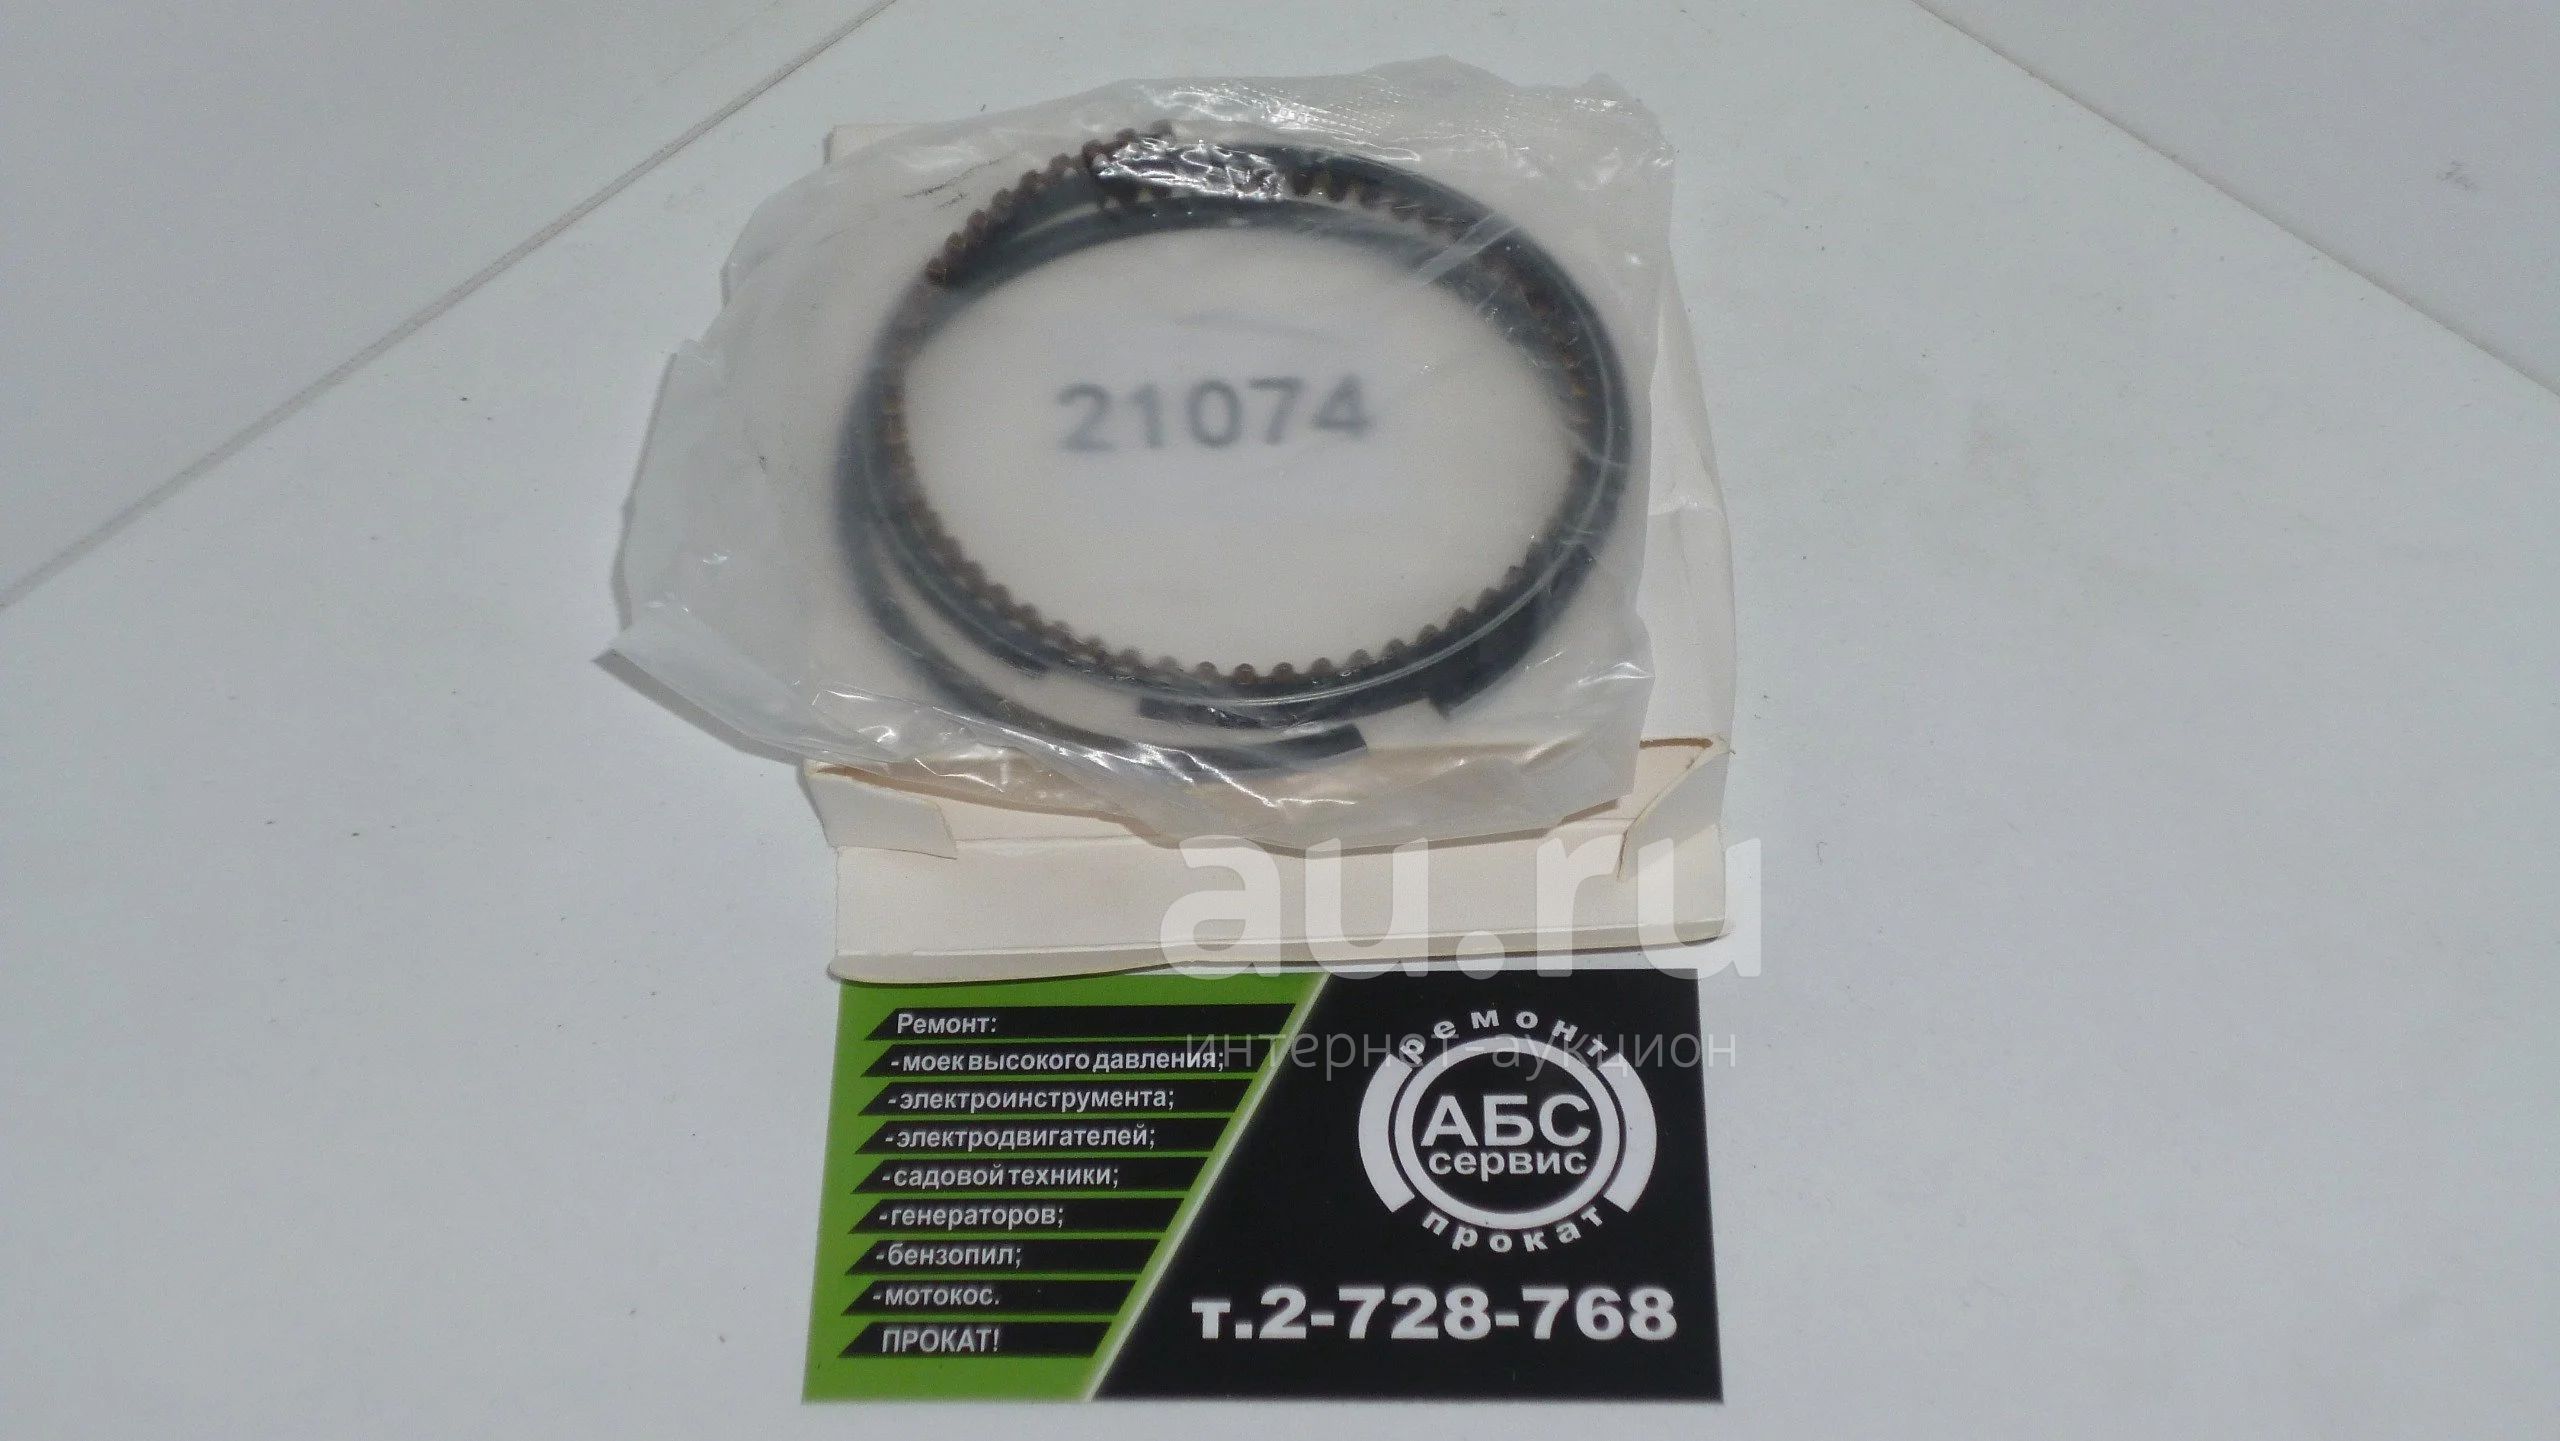 21074
au.ru
интернет-аукцион
Ремонт:
-моек высокого давления;
-электроинструмента;
-электродвигателей;
-садовой техники;
-генераторов;
-бензопил;
-мотокос.
ПРОКАТ!
ремонт
АБС
сервис
прокат
т.2-728-768